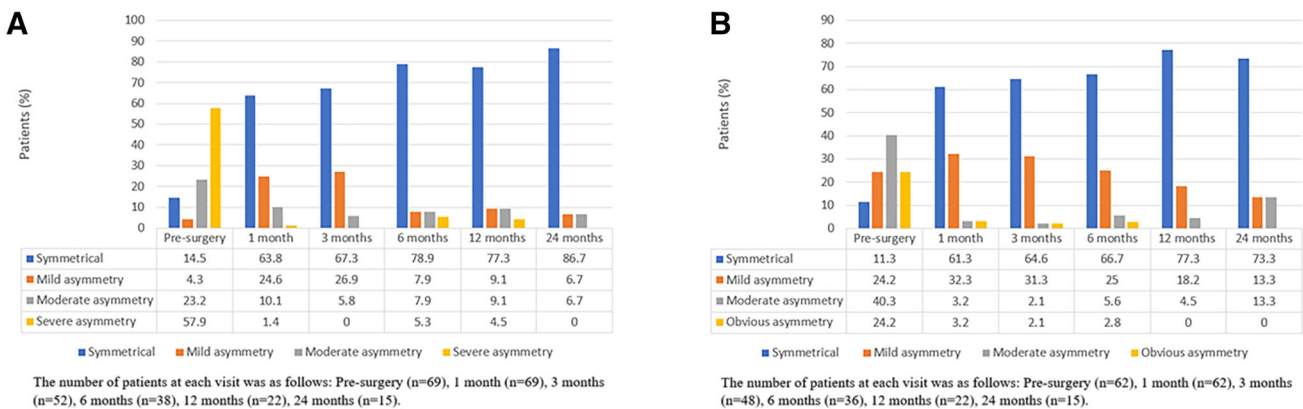 A
Patients (%)
100
90
80
70
60
50
40
30
20
10
0
Pre-surgery 1 month 3 months 6 months 12 months 24 months
Symmetrical 14.5 63.8 67.3 78.9 77.3 86.7
Mild asymmetry 4.3 24.6 26.9 7.9 9.1 6.7
Moderate asymmetry 23.2 10.1 5.8 7.9 9.1 6.7
Severe asymmetry 57.9 1.4 0 5.3 4.5 0
Symmetrical Mild asymmetry Moderate asymmetry Severe asymmetry
The number of patients at each visit was as follows: Pre-surgery (n=69), 1 month (n=69), 3 months
(n=52), 6 months (n=38), 12 months (n=22), 24 months (n=15).
B
Patients (%)
90
80
70
60
50
40
30
20
10
0
Pre-surgery 1 month 3 months 6 months 12 months 24 months
Symmetrical 11.3 61.3 64.6 66.7 77.3 73.3
Mild asymmetry 24.2 32.3 31.3 25 18.2 13.3
Moderate asymmetry 40.3 3.2 2.1 5.6 4.5 13.3
Obvious asymmetry 24.2 3.2 2.1 2.8 0 0
Symmetrical Mild asymmetry Moderate asymmetry Obvious asymmetry
The number of patients at each visit was as follows: Pre-surgery (n=62), 1 month (n=62), 3 months
(n=48), 6 months (n=36), 12 months (n=22), 24 months (n=15).